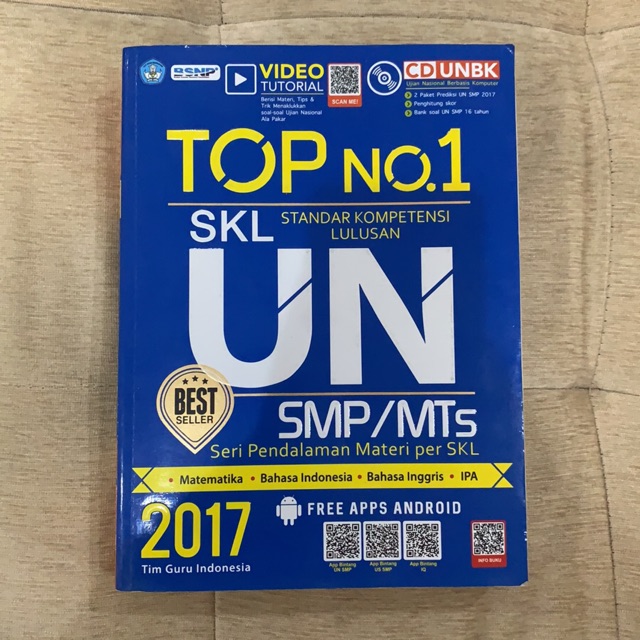 BSNP
VIDEO
TUTORIAL
Berisi Materi, Tips &
Trik Menaklukkan
soal-soal Ujian Nasional
Ala Pakar
SCAN ME!
CD UNBK
Ujian Nasional Berbasis Komputer
2 Paket Prediksi UN SMP 2017
Penghitung skor
Bank soal UN SMP 16 tahun
TOP NO.1
SKL STANDAR KOMPETENSI
LULUSAN
UN
BEST
SELLER
SMP/MTs
Seri Pendalaman Materi per SKL
• Matematika • Bahasa Indonesia • Bahasa Inggris • IPA
2017
Tim Guru Indonesia
FREE APPS ANDROID
App Bintang
UN SMP
App Bintang
US SMP
App Bintang
IQ
INFO BUKU